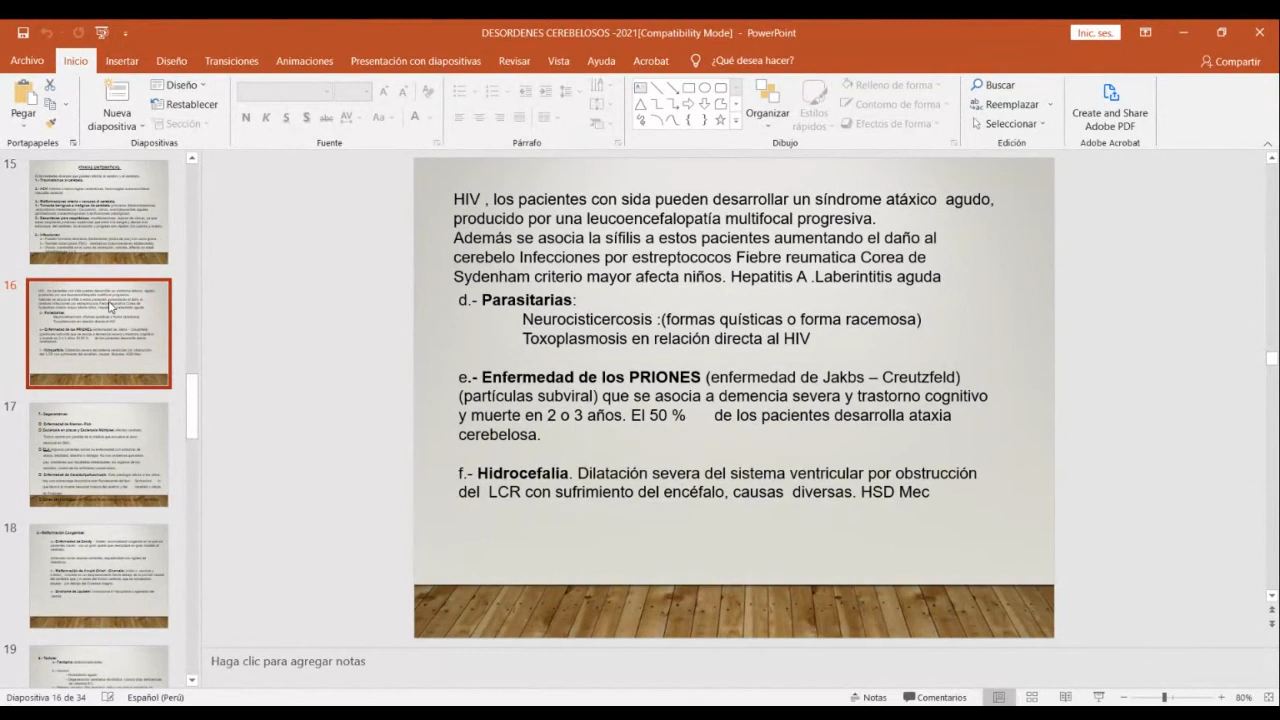 DESORDENES CEREBELOSOS -2021[Compatibility Mode] - PowerPoint
Inic. ses.
Archivo Inicio Insertar Diseño Transiciones Animaciones Presentación con diapositivas Revisar Vista Ayuda Acrobat ¿Qué desea hacer? Compartir
Pegar
Nueva diapositiva
Diseño
Restablecer
Sección
N K S S abc AV Aa A
Organizar
Estilos rápidos
Relleno de forma
Contorno de forma
Efectos de forma
Buscar
Reemplazar
Seleccionar
Create and Share Adobe PDF
Portapapeles Diapositivas Fuente Párrafo Dibujo Edición Adobe Acrobat
15
16
17
18
19
HIV , los pacientes con sida pueden desarrollar un síndrome atáxico agudo,
producido por una leucoencefalopatía multifocal progresiva.
Además se asocia la sífilis a estos pacientes aumentando el daño al
cerebelo Infecciones por estreptococos Fiebre reumatica Corea de
Sydenham criterio mayor afecta niños. Hepatitis A .Laberintitis aguda
d.- Parasitarias:
Neurocisticercosis :(formas quísticas o forma racemosa)
Toxoplasmosis en relación directa al HIV
e.- Enfermedad de los PRIONES (enfermedad de Jakbs – Creutzfeld)
(partículas subviral) que se asocia a demencia severa y trastorno cognitivo
y muerte en 2 o 3 años. El 50 % de los pacientes desarrolla ataxia
cerebelosa.
f.- Hidrocefalia. Dilatación severa del sistema ventricular por obstrucción
del LCR con sufrimiento del encéfalo, causas diversas. HSD Mec
Haga clic para agregar notas
Diapositiva 16 de 34 Español (Perú) Notas Comentarios 80%